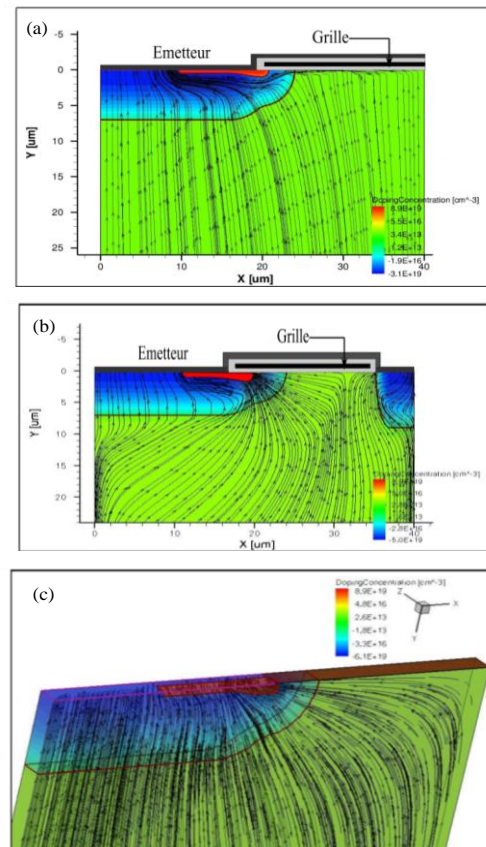 (a)
Emetteur
Grille
-5
0
5
10
15
20
25
Y [um]
0
10
20
30
40
X [um]
DopingConcentration [cm^-3]
8.9E+19
5.5E+16
3.4E+13
-1.9E+16
-3.1E+19
(b)
Emetteur
Grille
-5
0
5
10
15
20
Y [um]
0
10
20
30
40
X [um]
(c)
DopingConcentration [cm^-3]
8.9E+19
4.8E+16
2.6E+13
-1.8E+13
-3.3E+16
-6.1E+19
Z
X
Y